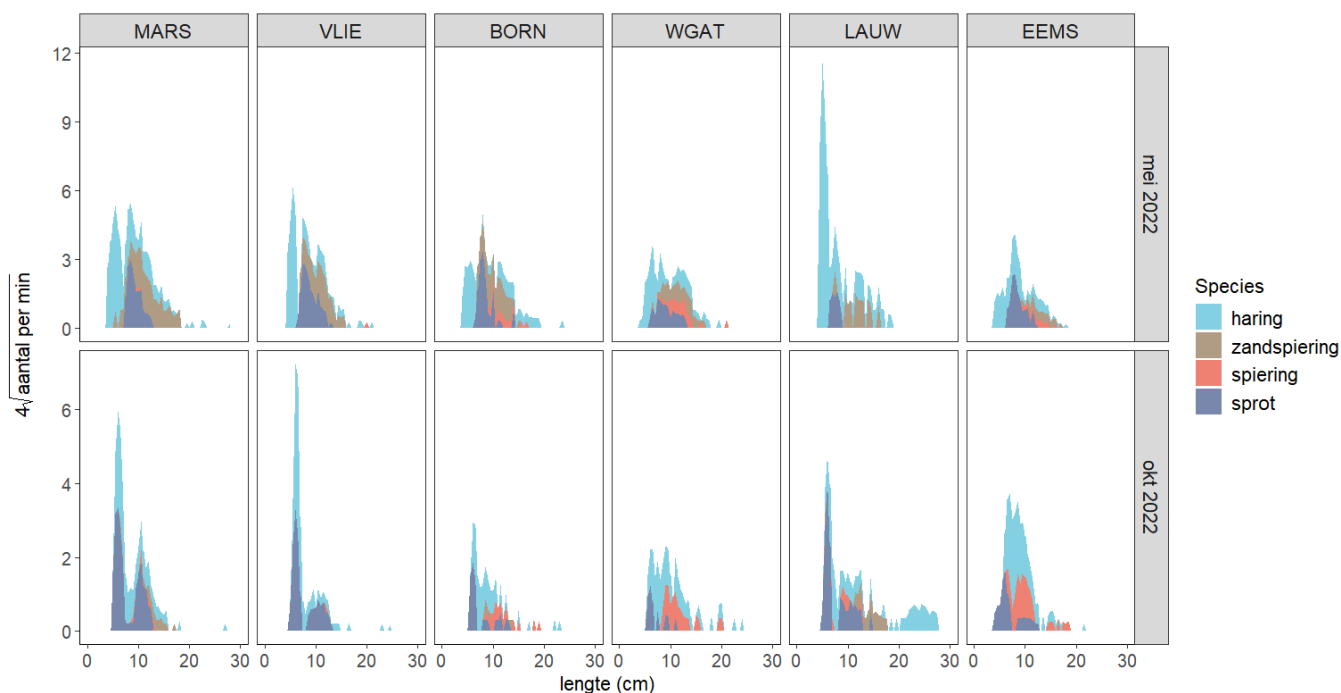 MARS VLIE BORN WGAT LAUW EEMS
12
9
6
3
0
mei 2022
6
4
2
0
okt 2022
4√aantal per min
0 10 20 30 0 10 20 30 0 10 20 30 0 10 20 30 0 10 20 30 0 10 20 30
lengte (cm)
Species
haring
zandspiering
spiering
sprot